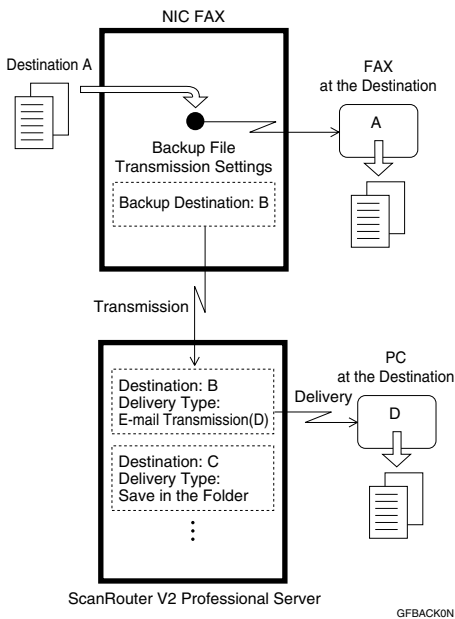 NIC FAX
Destination A
FAX
at the Destination
A
Backup File
Transmission Settings
Backup Destination: B
Transmission
PC
at the Destination
Destination: B
Delivery Type:
E-mail Transmission(D)
Delivery
D
Destination: C
Delivery Type:
Save in the Folder
ScanRouter V2 Professional Server
GFBACK0N